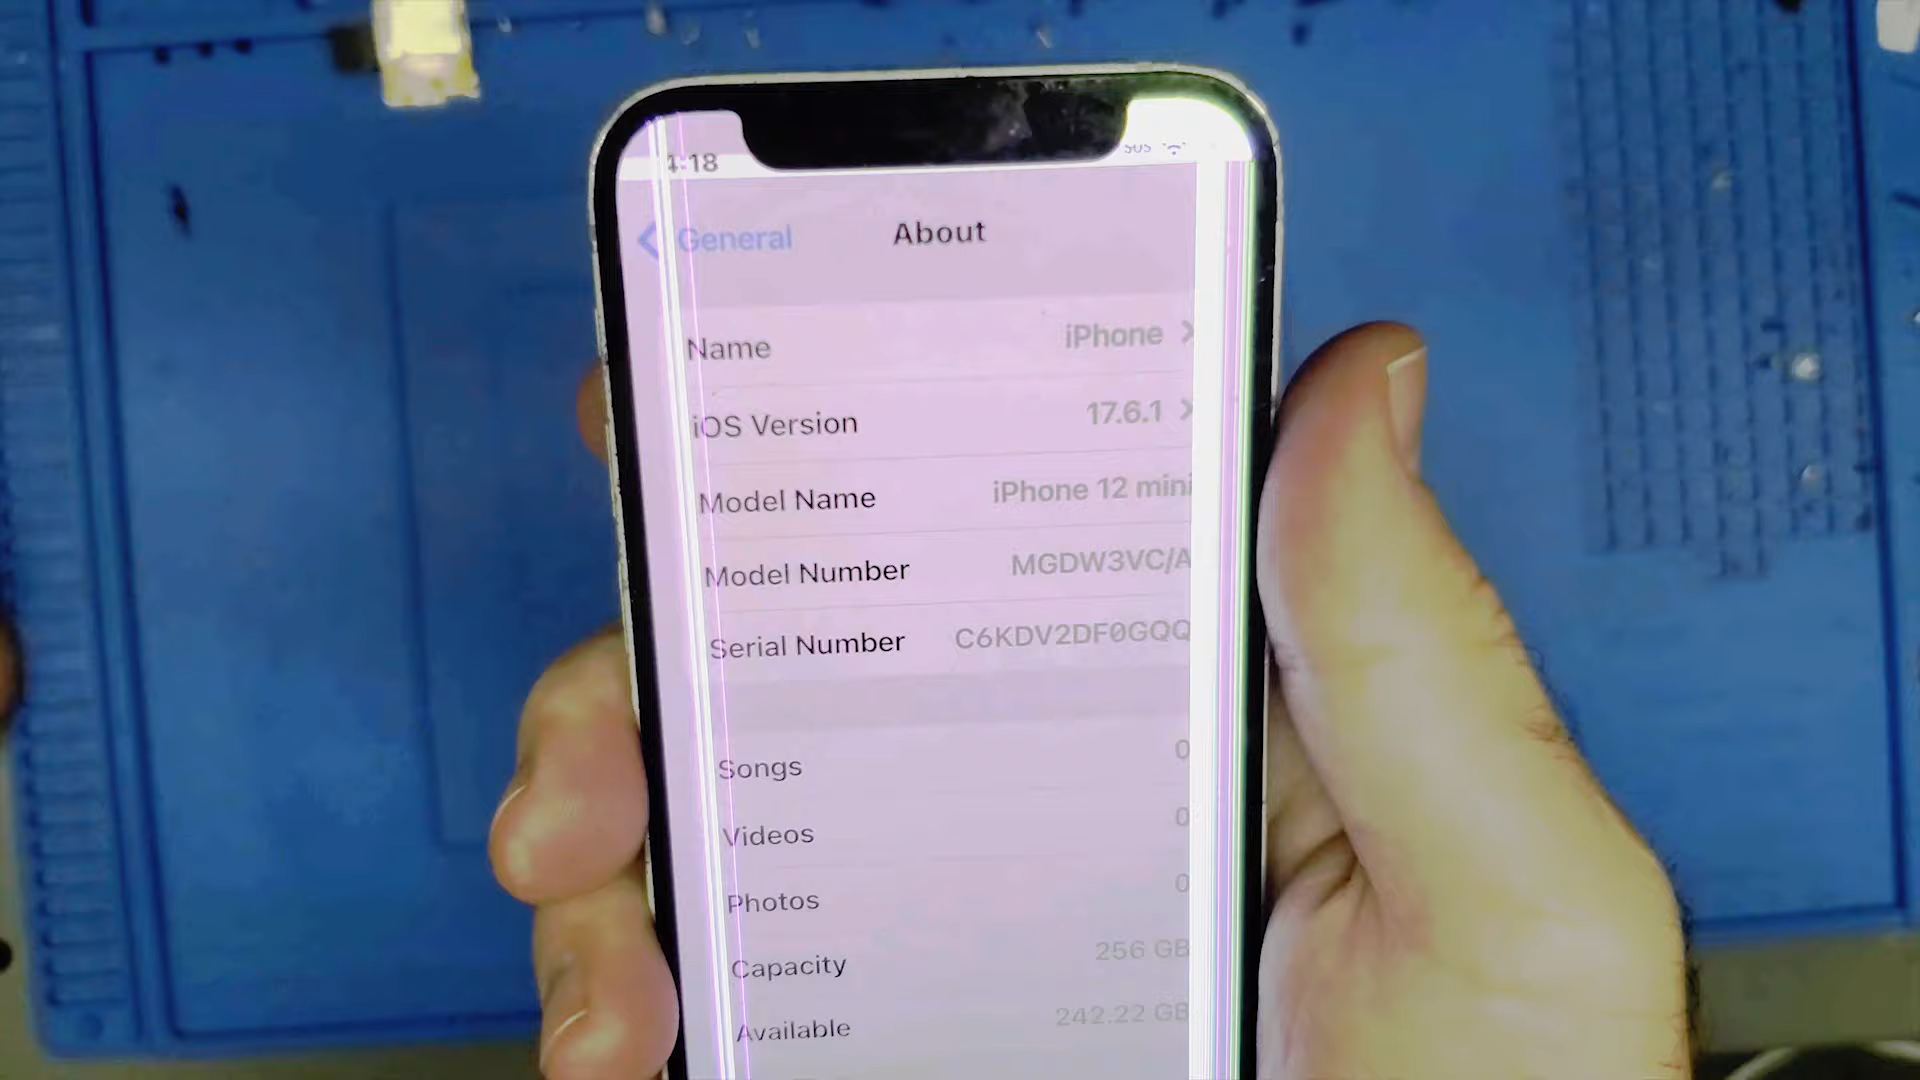 4:18 SOS
General About
Name iPhone
iOS Version 17.6.1
Model Name iPhone 12 mini
Model Number MGDW3VC/A
Serial Number C6KDV2DF0GQQ
Songs 0
Videos 0
Photos 0
Capacity 256 GB
Available 242.22 GB